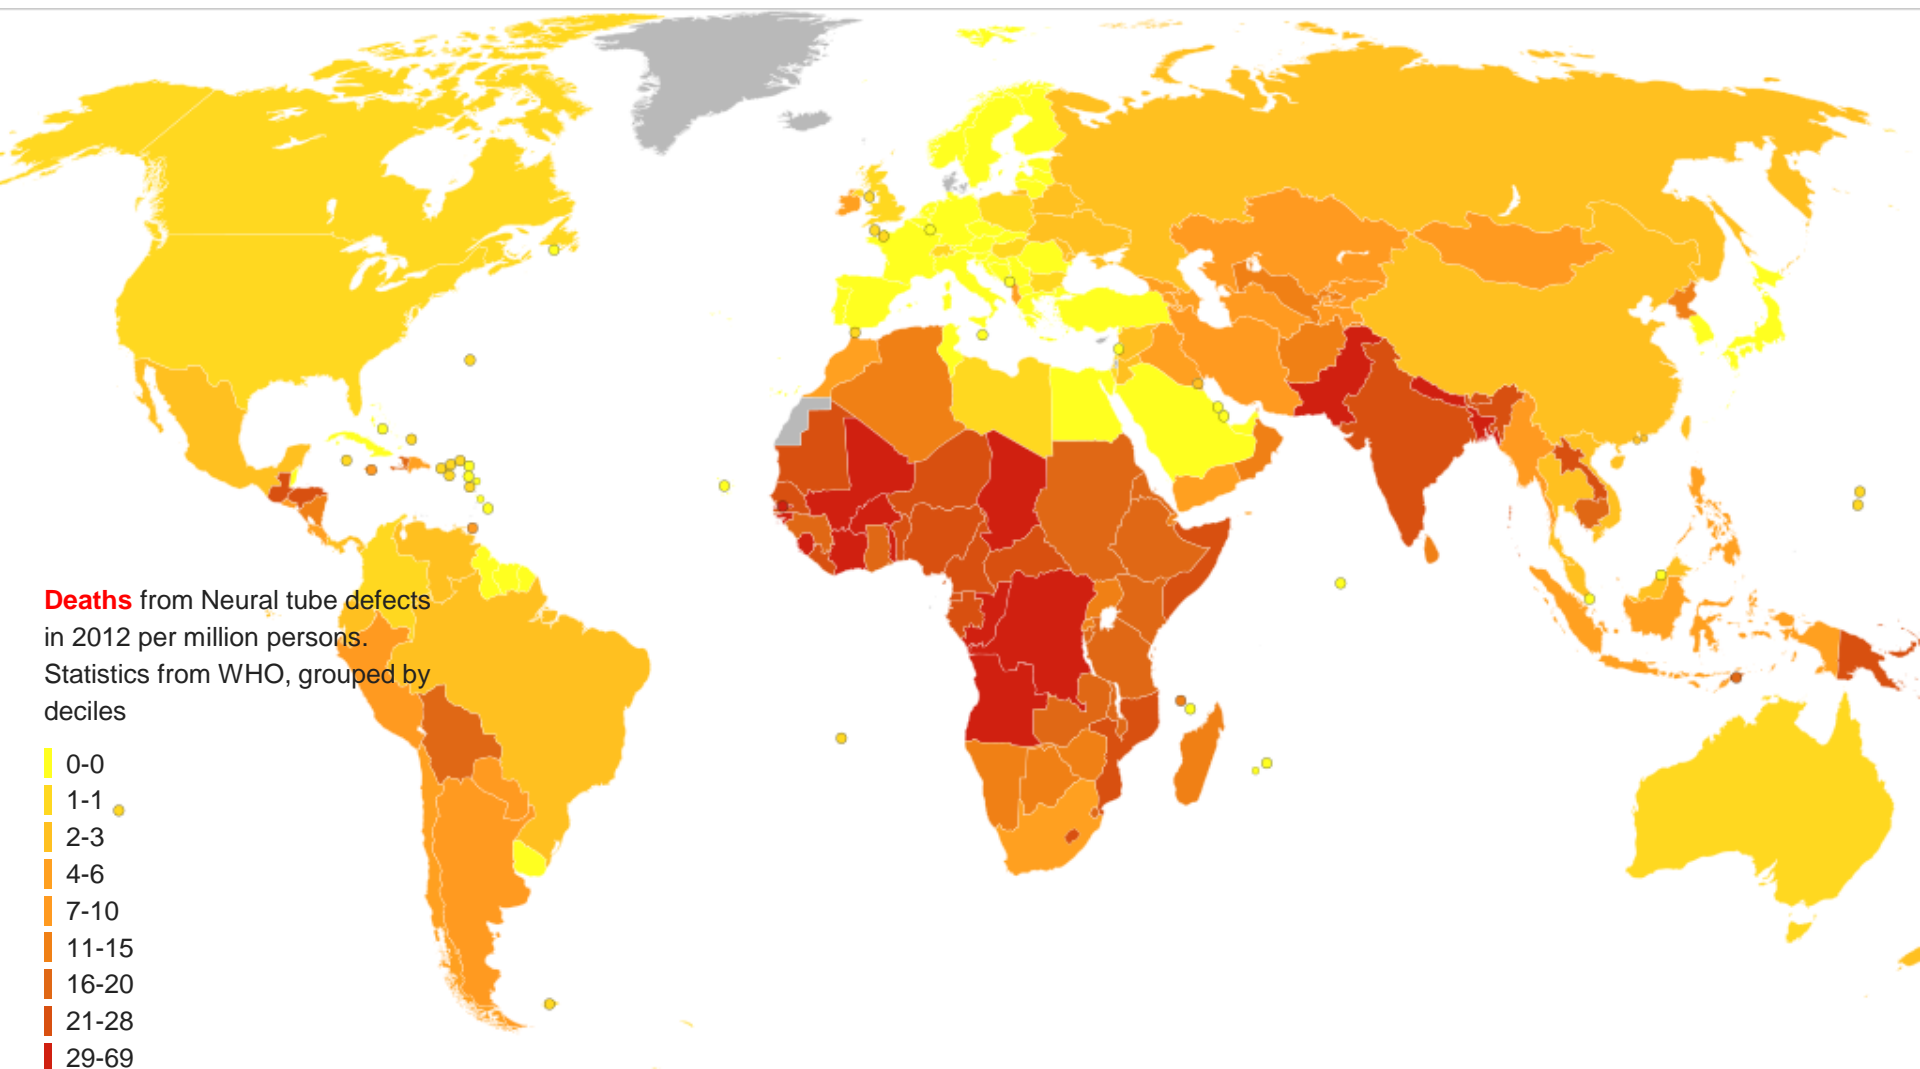 Deaths from Neural tube defects
in 2012 per million persons.
Statistics from WHO, grouped by
deciles
0-0
1-1
2-3
4-6
7-10
11-15
16-20
21-28
29-69